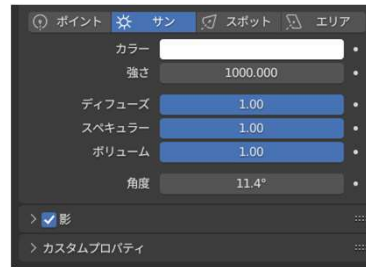 ポイント サン スポット エリア
カラー
強さ 1000.000
ディフューズ 1.00
スペキュラー 1.00
ボリューム 1.00
角度 11.4°
影
カスタムプロパティ